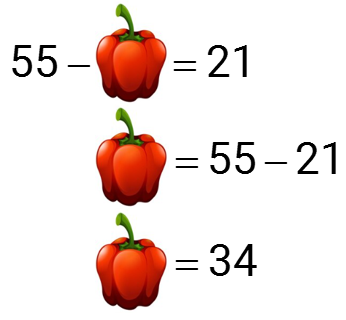 55 – = 21
= 55 – 21
= 34